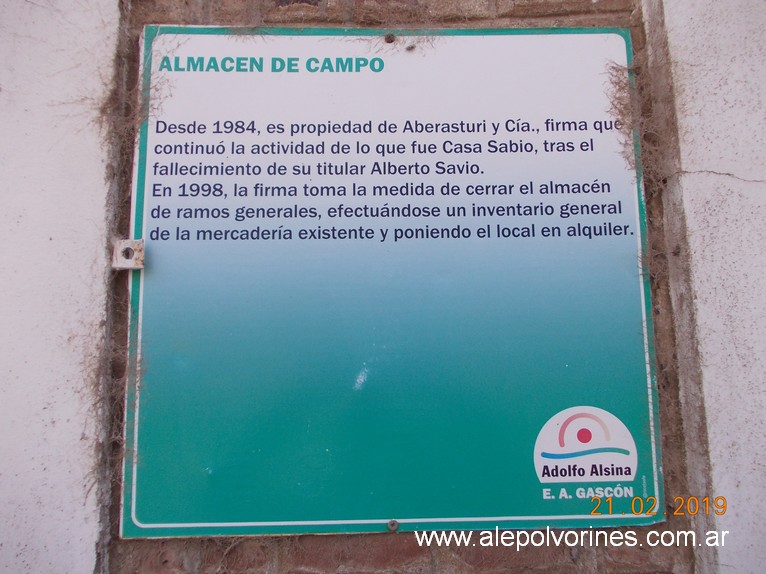 ALMACEN DE CAMPO
Desde 1984, es propiedad de Aberasturi y Cía., firma que
continuó la actividad de lo que fue Casa Sabio, tras el
fallecimiento de su titular Alberto Savio.
En 1998, la firma toma la medida de cerrar el almacén
de ramos generales, efectuándose un inventario general
de la mercadería existente y poniendo el local en alquiler.
Adolfo Alsina
E. A. GASCÓN
21.02.2019
www.alepolvorines.com.ar